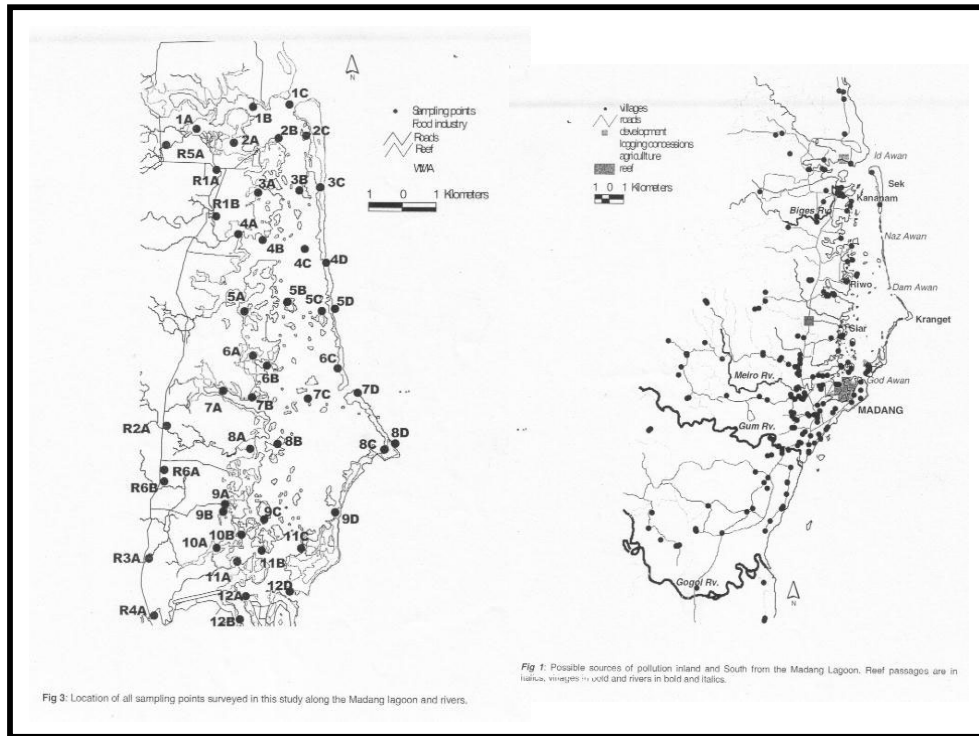 N
Sampling points
Food industry
Roads
Reef
1 0 1 Kilometers
1C
1B
1A
2B
2C
2A
R5A
R1A
3A
3B
3C
R1B
4A
4B
4C
4D
5B
5A
5C
5D
6A
6B
6C
7D
7A
7B
7C
R2A
8A
8B
8C
8D
R6A
R6B
9A
9B
9C
9D
10B
10A
11C
R3A
11B
11A
12D
12A
R4A
12B
Fig 3: Location of all sampling points surveyed in this study along the Madang lagoon and rivers.
villages
roads
development
logging concessions
agriculture
reef
1 0 1 Kilometers
Id Awan
Sek
Kananam
Biges Rv.
Naz Awan
Riwo
Dam Awan
Kranget
Siar
Meiro Rv.
God Awan
MADANG
Gum Rv.
Gogol Rv.
N
Fig 1: Possible sources of pollution inland and South from the Madang Lagoon. Reef passages are in
italics, villages in bold and rivers in bold and italics.